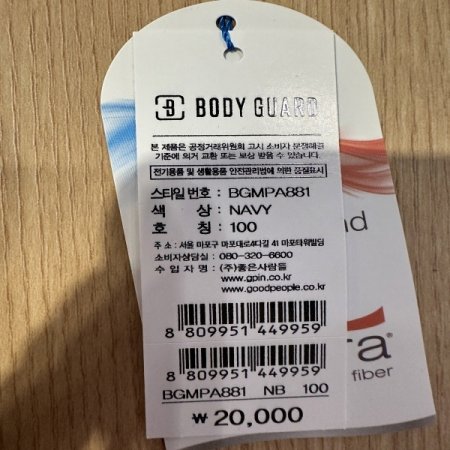 BODY GUARD
본 제품은 공정거래위원회 고시 소비자 분쟁해결
기준에 의거 교환 또는 보상 받을 수 있습니다.
전기용품 및 생활용품 안전관리법에 의한 품질표시
스타일 번호 : BGMPA881
색 상 : NAVY
호 칭 : 100
주 소 : 서울 마포구 마포대로4다길 41 마포타워빌딩
소비자상담실 : 080-320-6600
수 입 자 명 : (주)좋은사람들
www.gpin.co.kr
www.goodpeople.co.kr
8 809951 449959
8 809951 449959
BGMPA881 NB 100
₩ 20,000
nd
ra®
fiber